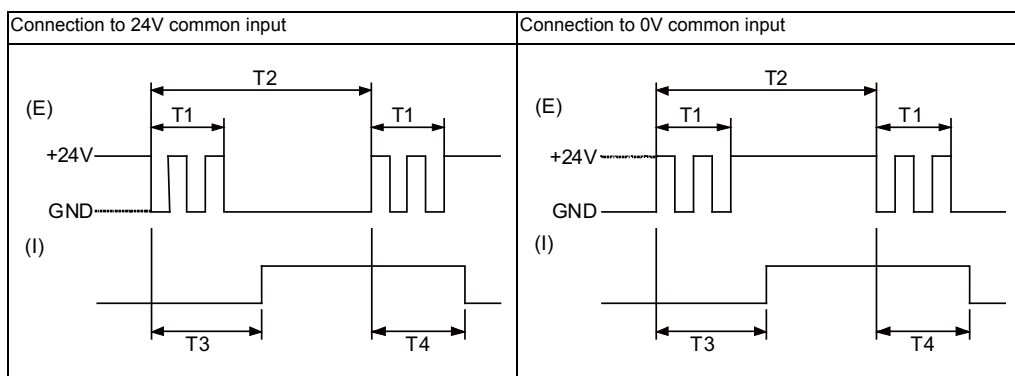 Connection to 24V common input
T2
(E)
T1
T1
+24V
GND
(I)
T3
T4
Connection to 0V common input
T2
(E)
T1
T1
+24V
GND
(I)
T3
T4